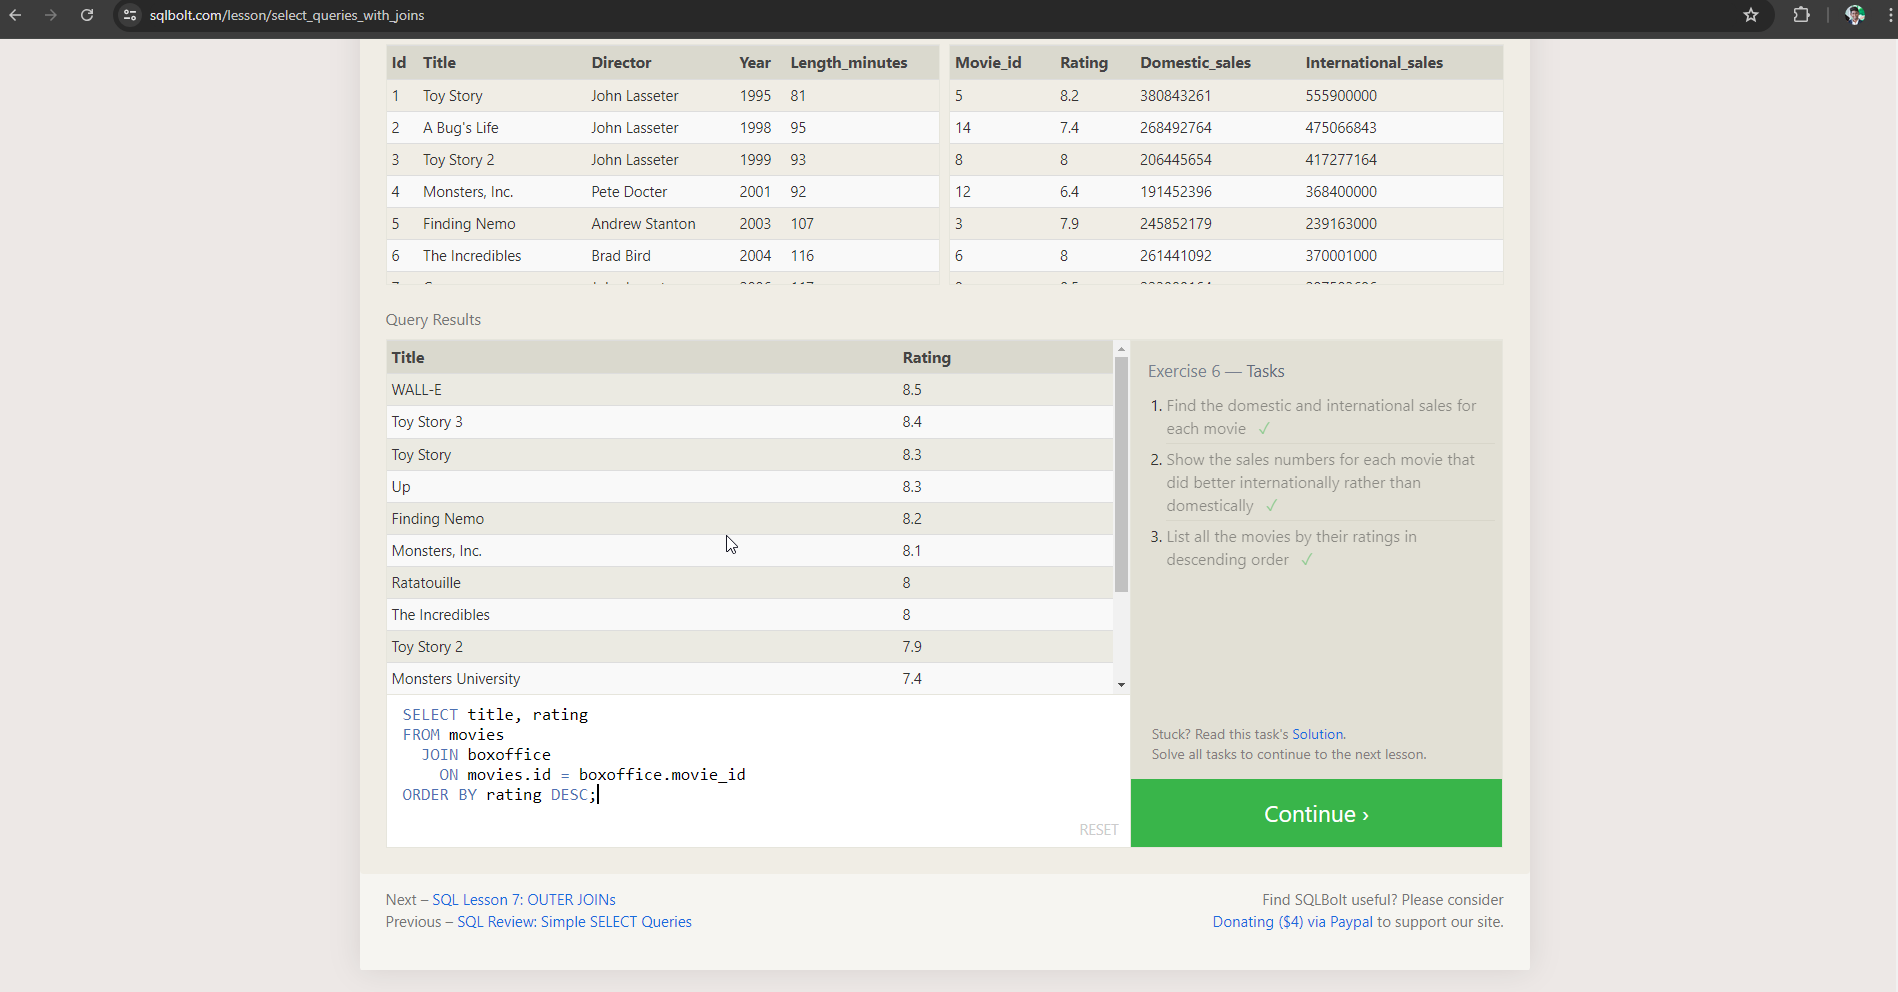 sqlbolt.com/lesson/select_queries_with_joins
Id Title Director Year Length_minutes
1 Toy Story John Lasseter 1995 81
2 A Bug's Life John Lasseter 1998 95
3 Toy Story 2 John Lasseter 1999 93
4 Monsters, Inc. Pete Docter 2001 92
5 Finding Nemo Andrew Stanton 2003 107
6 The Incredibles Brad Bird 2004 116
Movie_id Rating Domestic_sales International_sales
5 8.2 380843261 555900000
14 7.4 268492764 475066843
8 8 206445654 417277164
12 6.4 191452396 368400000
3 7.9 245852179 239163000
6 8 261441092 370001000
Query Results
Title Rating
WALL-E 8.5
Toy Story 3 8.4
Toy Story 8.3
Up 8.3
Finding Nemo 8.2
Monsters, Inc. 8.1
Ratatouille 8
The Incredibles 8
Toy Story 2 7.9
Monsters University 7.4
SELECT title, rating
FROM movies
JOIN boxoffice
ON movies.id = boxoffice.movie_id
ORDER BY rating DESC;
RESET
Exercise 6 — Tasks
1. Find the domestic and international sales for
each movie ✓
2. Show the sales numbers for each movie that
did better internationally rather than
domestically ✓
3. List all the movies by their ratings in
descending order ✓
Stuck? Read this task's Solution.
Solve all tasks to continue to the next lesson.
Continue ›
Next – SQL Lesson 7: OUTER JOINs
Previous – SQL Review: Simple SELECT Queries
Find SQLBolt useful? Please consider
Donating ($4) via Paypal to support our site.